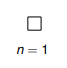 n = 1